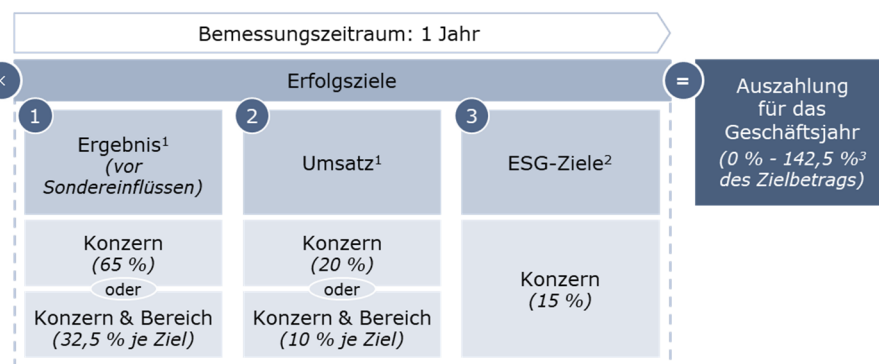 Bemessungszeitraum: 1 Jahr
×
Erfolgsziele
=
Auszahlung
für das
Geschäftsjahr
(0 % - 142,5 %³
des Zielbetrags)
1
Ergebnis¹
(vor
Sondereinflüssen)
2
Umsatz¹
3
ESG-Ziele²
Konzern
(65 %)
oder
Konzern & Bereich
(32,5 % je Ziel)
Konzern
(20 %)
oder
Konzern & Bereich
(10 % je Ziel)
Konzern
(15 %)